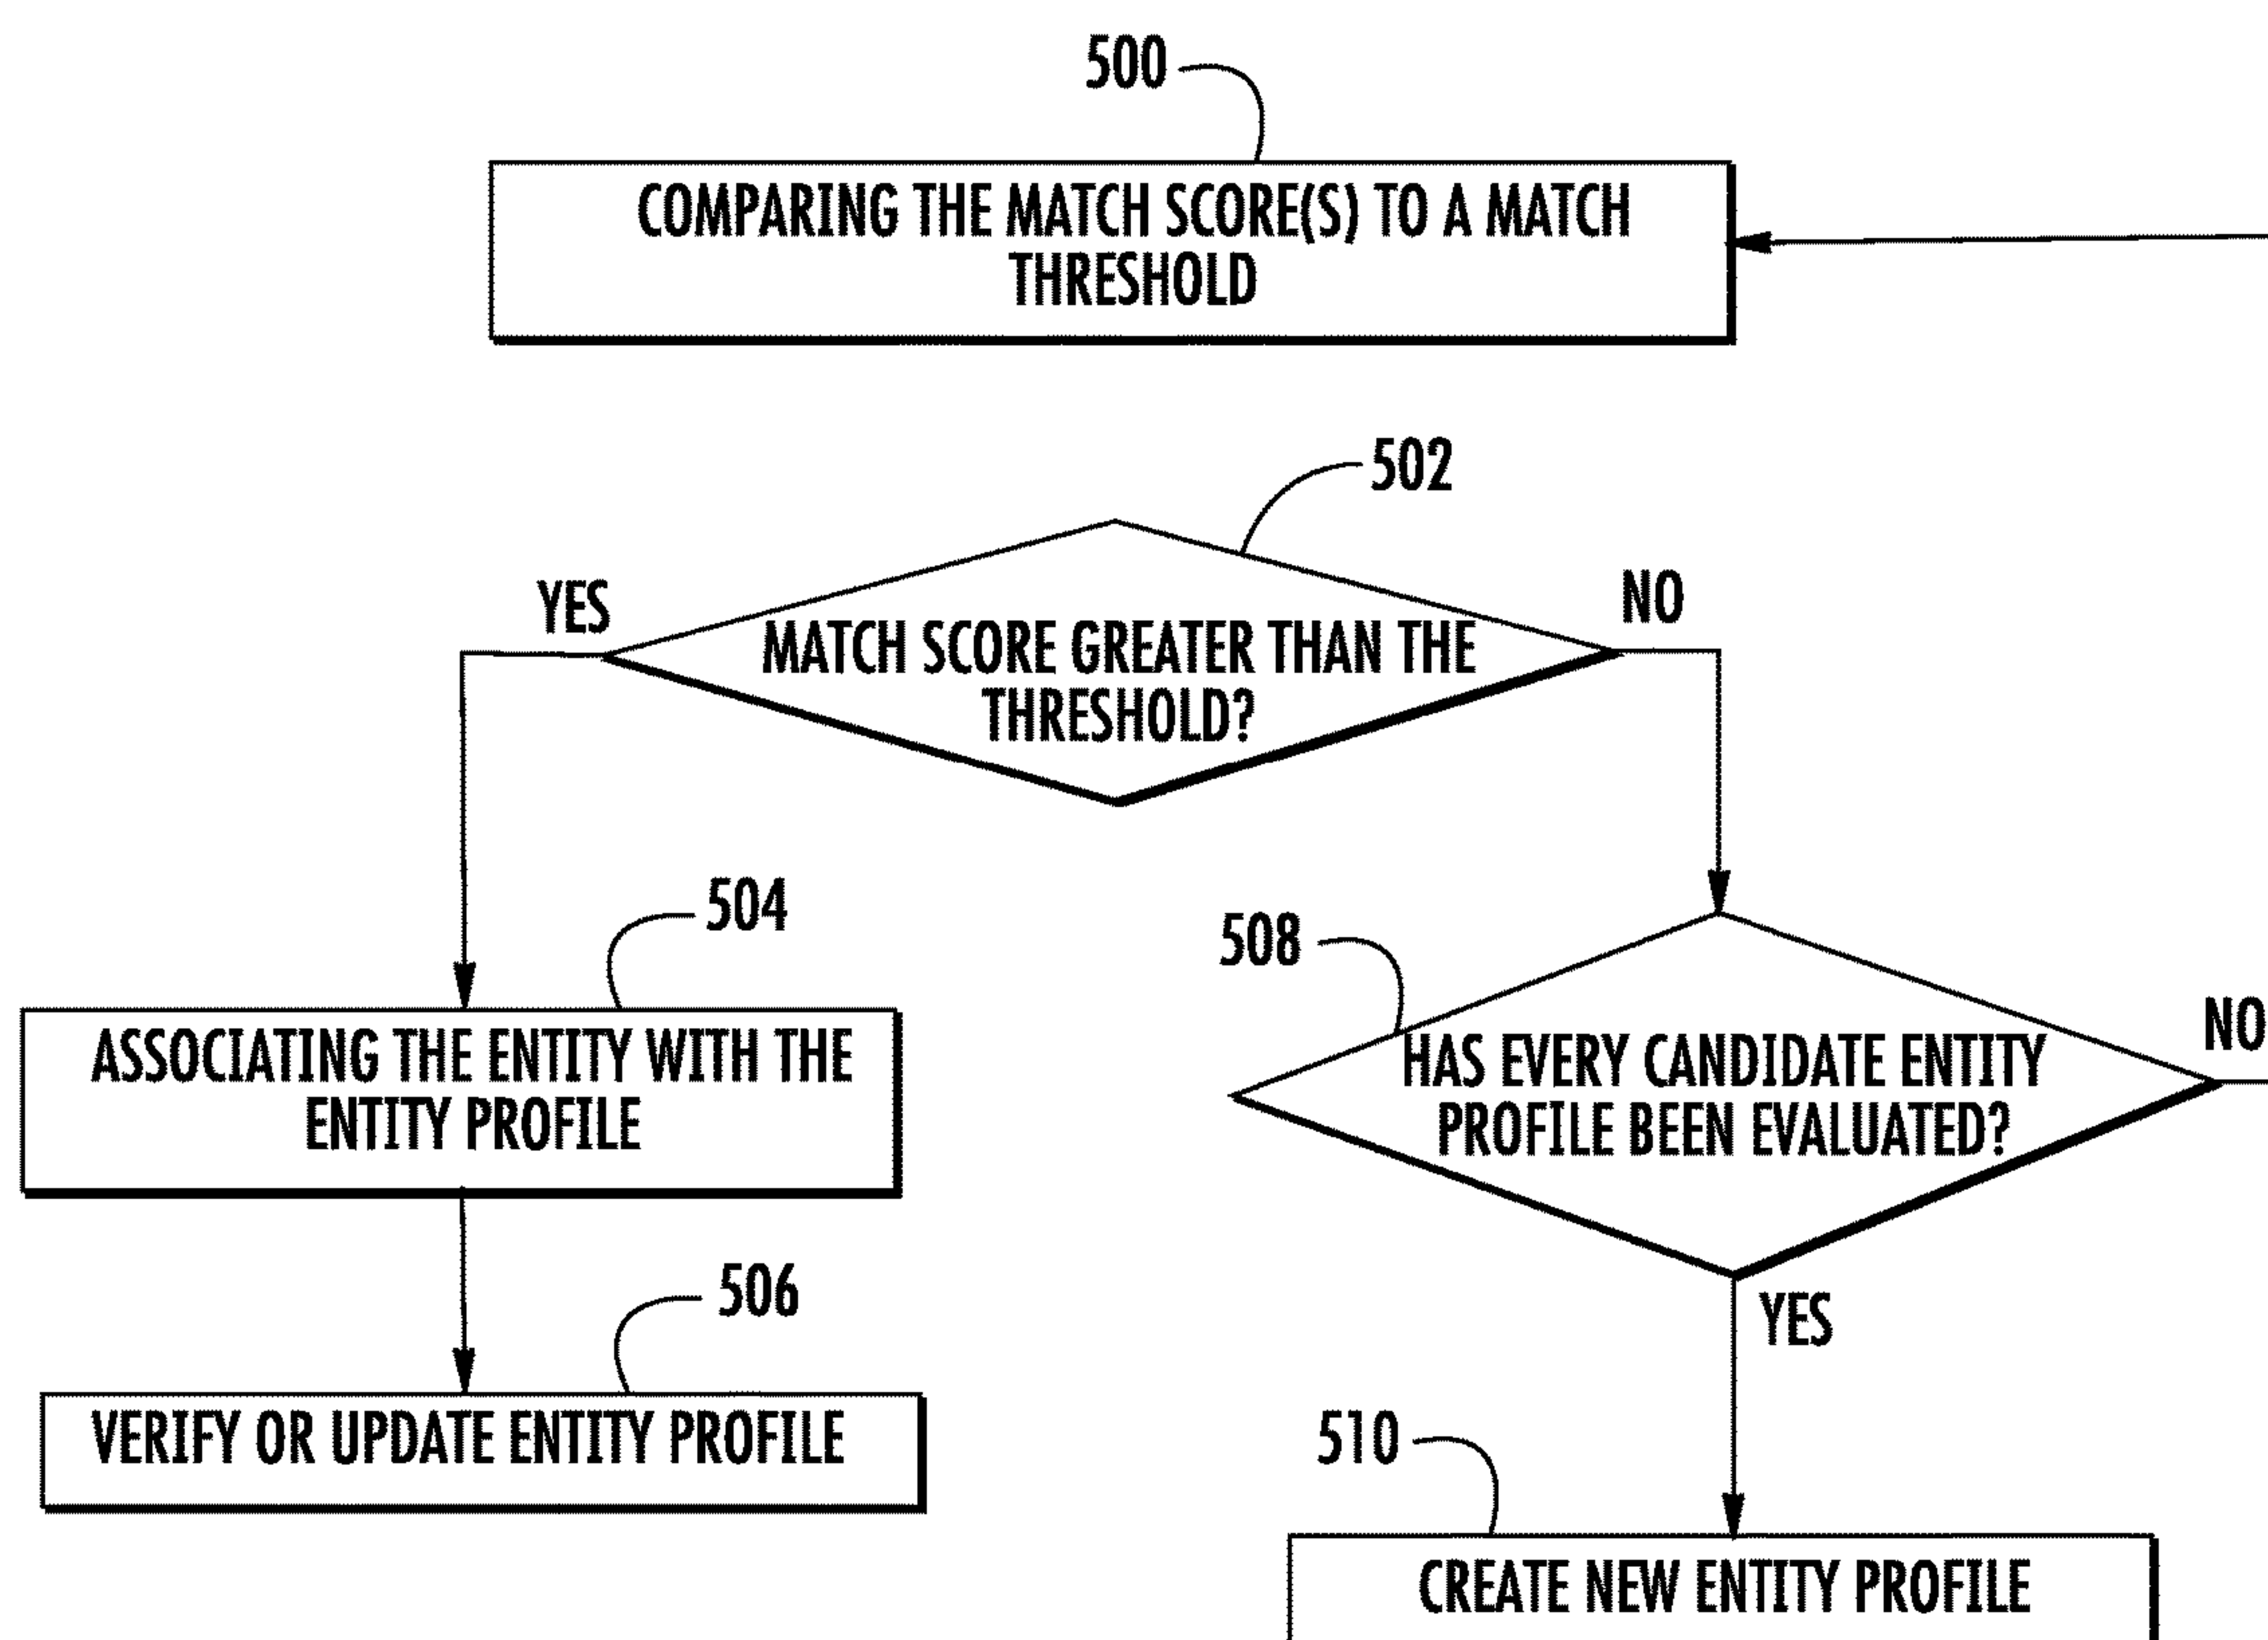 500
COMPARING THE MATCH SCORE(S) TO A MATCH
THRESHOLD
502
YES
NO
MATCH SCORE GREATER THAN THE
THRESHOLD?
504
ASSOCIATING THE ENTITY WITH THE
ENTITY PROFILE
508
NO
HAS EVERY CANDIDATE ENTITY
PROFILE BEEN EVALUATED?
506
VERIFY OR UPDATE ENTITY PROFILE
YES
510
CREATE NEW ENTITY PROFILE